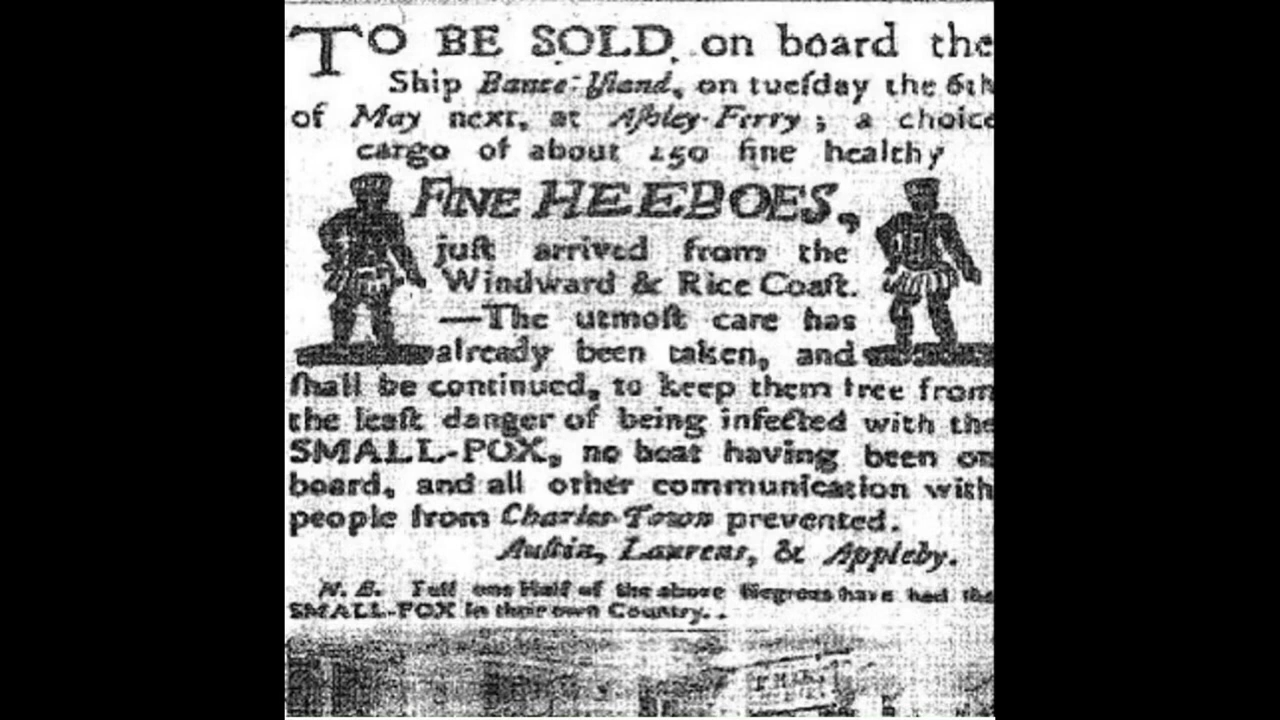 TO BE SOLD, on board the
Ship Bance-Yland, on tueſday the 6th
of May next, at Aſhley-Ferry; a choice
cargo of about 250 fine healthy
FINE HEEBOES,
juſt arrived from the
Windward & Rice Coaſt.
—The utmoſt care has
already been taken, and
ſhall be continued, to keep them free from
the leaſt danger of being infected with the
SMALL-POX, no boat having been on
board, and all other communication with
people from Charles-Town prevented.
Auſtin, Laurens, & Appleby.
N. B. Full one Half of the above Negroes have had the
SMALL-POX in their own Country.